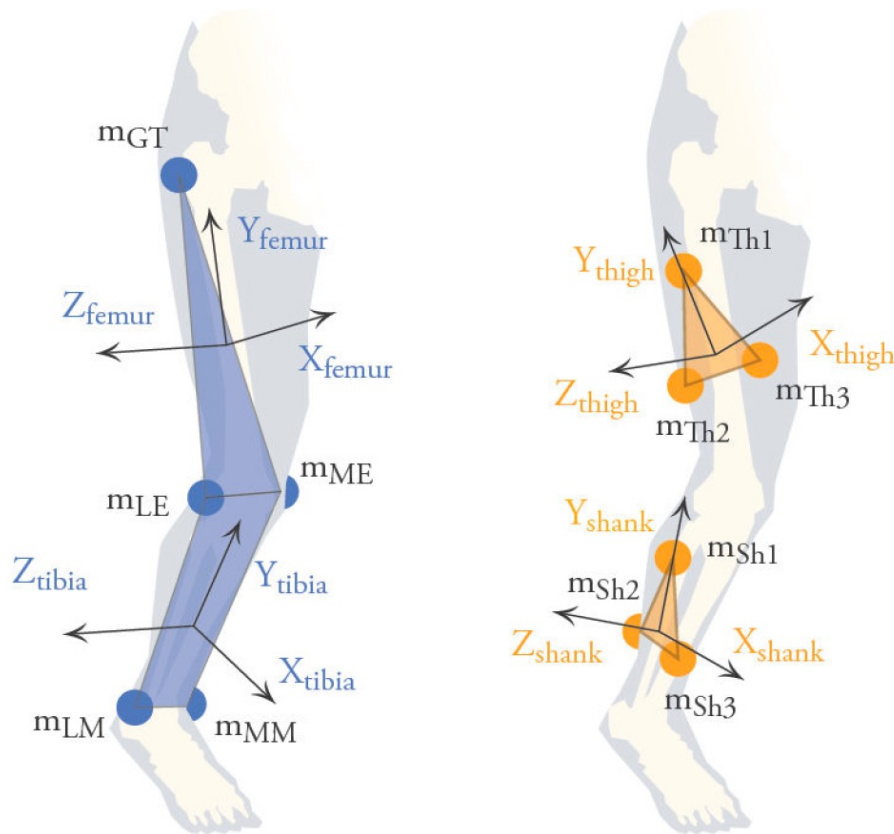 mGT
Yfemur
Zfemur
Xfemur
mME
mLE
Ztibia
Ytibia
Xtibia
mLM
mMM
mTh1
Ythigh
Xthigh
Zthigh
mTh3
mTh2
Yshank
mSh1
mSh2
Zshank
Xshank
mSh3